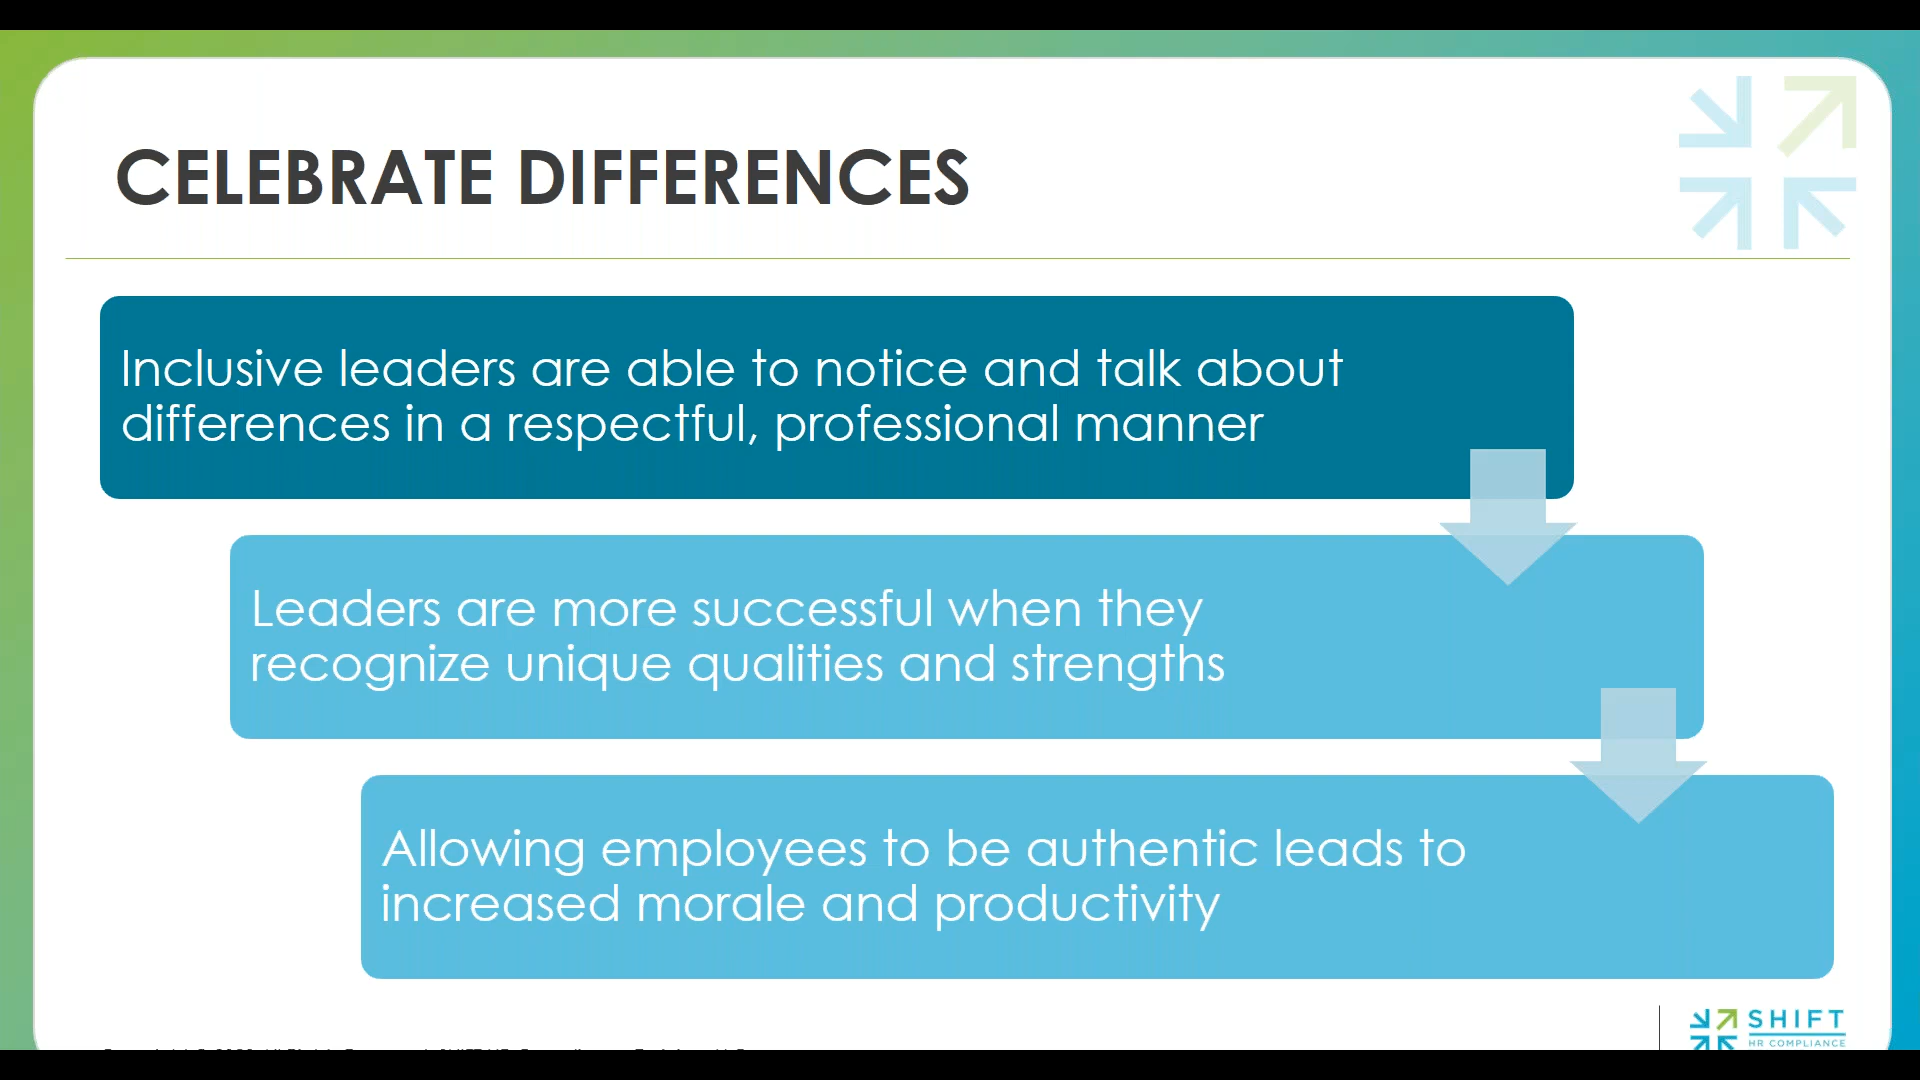 CELEBRATE DIFFERENCES
Inclusive leaders are able to notice and talk about
differences in a respectful, professional manner
Leaders are more successful when they
recognize unique qualities and strengths
Allowing employees to be authentic leads to
increased morale and productivity
SHIFT
HR COMPLIANCE